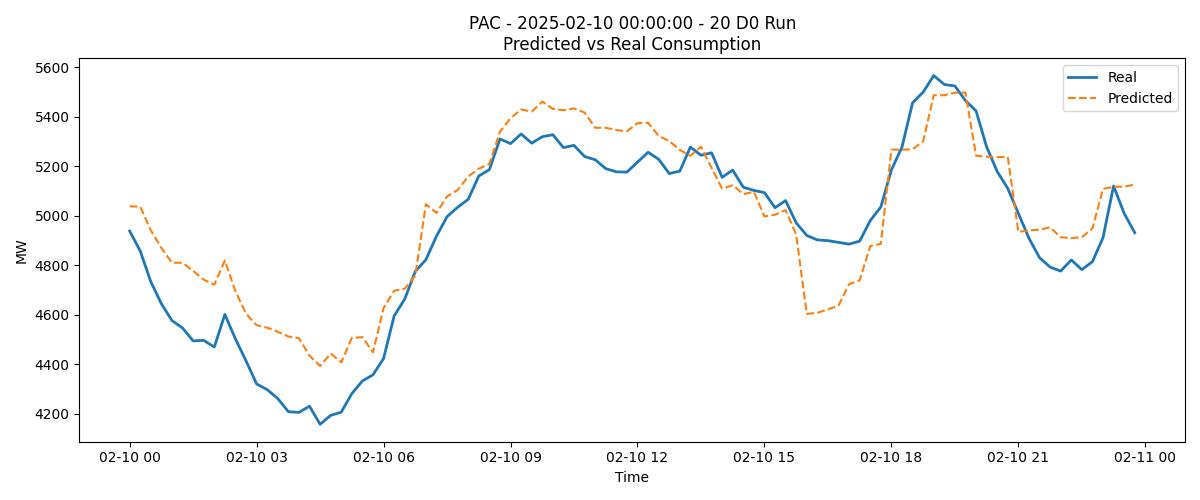 PAC - 2025-02-10 00:00:00 - 20 D0 Run
Predicted vs Real Consumption
5600
5400
5200
5000
4800
4600
4400
4200
MW
Real
Predicted
02-10 00
02-10 03
02-10 06
02-10 09
02-10 12
02-10 15
02-10 18
02-10 21
02-11 00
Time